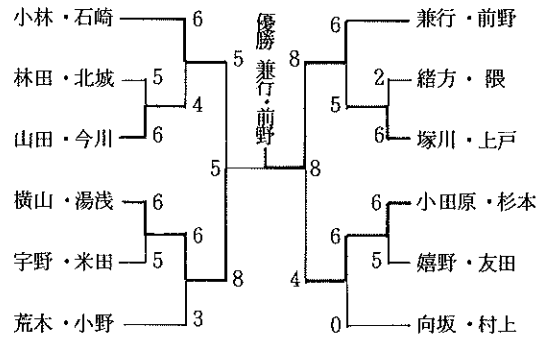 小林・石崎
林田・北城
山田・今川
横山・湯浅
宇野・米田
荒木・小野
6
5
6
4
6
5
6
3
5
8
5
優勝 兼行・前野
8
8
4
6
5
6
0
2
6
6
5
兼行・前野
緒方・隈
塚川・上戸
小田原・杉本
嬉野・友田
向坂・村上